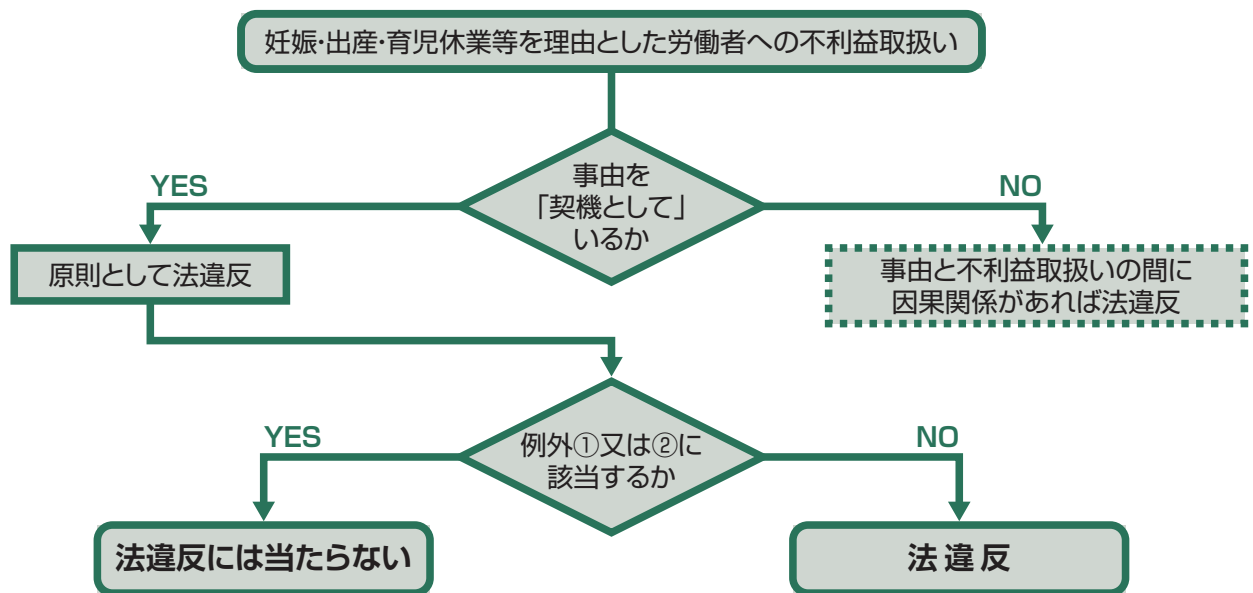 妊娠・出産・育児休業等を理由とした労働者への不利益取扱い
事由を
「契機として」
いるか
YES
NO
原則として法違反
事由と不利益取扱いの間に
因果関係があれば法違反
例外①又は②に
該当するか
YES
NO
法違反には当たらない
法違反